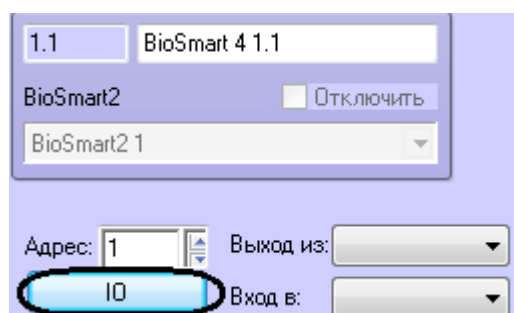 1.1 BioSmart 4 1.1
BioSmart2 Отключить
BioSmart2 1
Адрес: 1 Выход из:
IO Вход в: